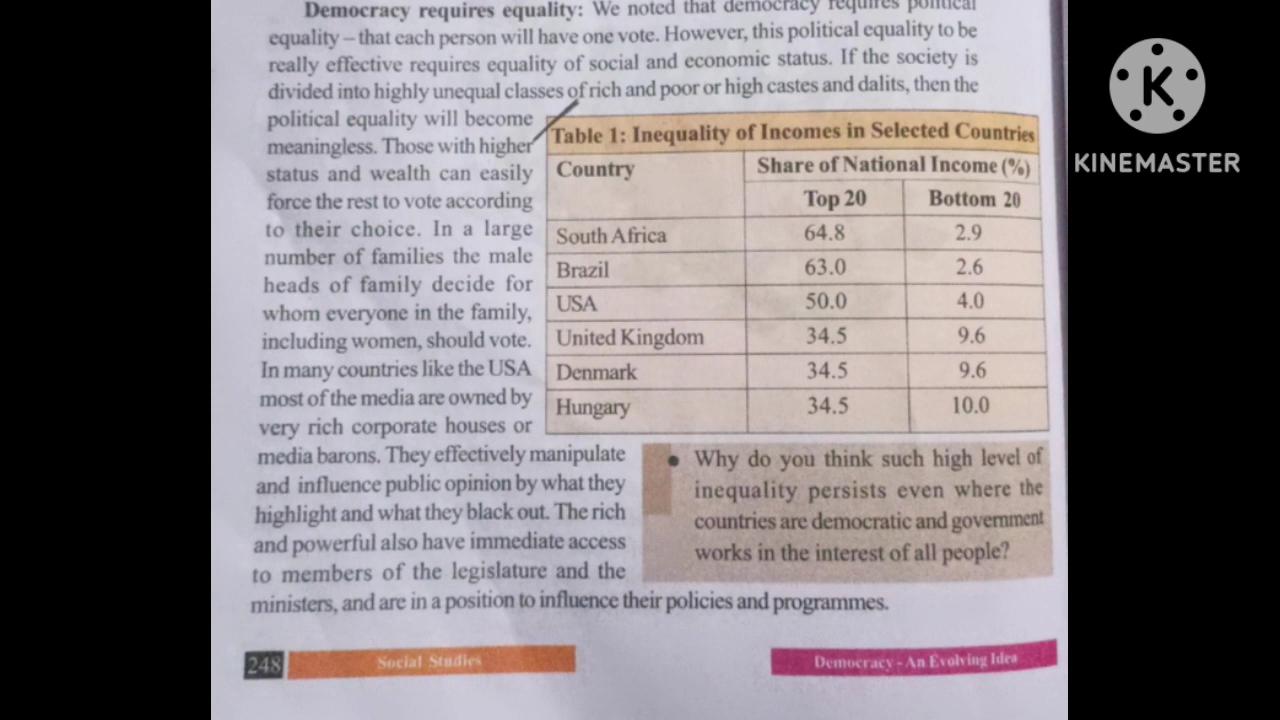 Democracy requires equality: We noted that democracy requires political
equality – that each person will have one vote. However, this political equality to be
really effective requires equality of social and economic status. If the society is
divided into highly unequal classes of rich and poor or high castes and dalits, then the
political equality will become
meaningless. Those with higher
status and wealth can easily
force the rest to vote according
to their choice. In a large
number of families the male
heads of family decide for
whom everyone in the family,
including women, should vote.
In many countries like the USA
most of the media are owned by
very rich corporate houses or
media barons. They effectively manipulate
and influence public opinion by what they
highlight and what they black out. The rich
and powerful also have immediate access
to members of the legislature and the
ministers, and are in a position to influence their policies and programmes.
Table 1: Inequality of Incomes in Selected Countries
Country Share of National Income (%)
Top 20 Bottom 20
South Africa 64.8 2.9
Brazil 63.0 2.6
USA 50.0 4.0
United Kingdom 34.5 9.6
Denmark 34.5 9.6
Hungary 34.5 10.0
• Why do you think such high level of
inequality persists even where the
countries are democratic and government
works in the interest of all people?
248 Social Studies
Democracy - An Evolving Idea
K
KINEMASTER